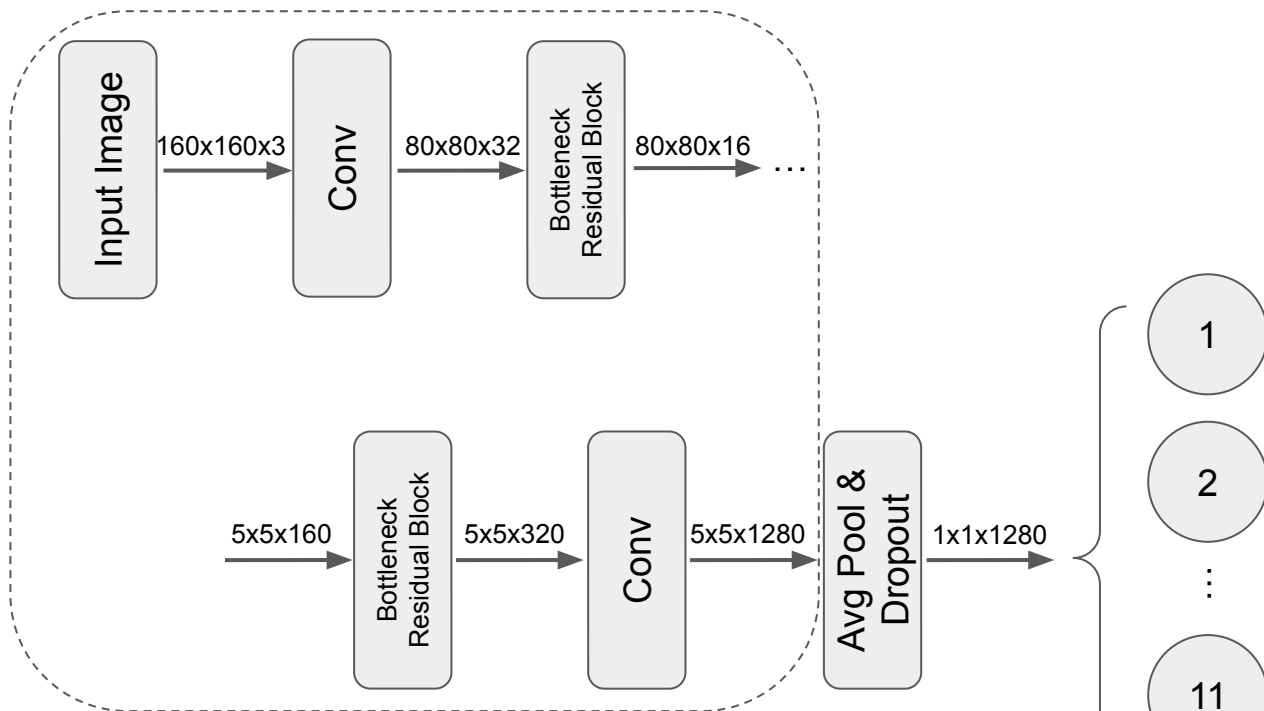 Input Image
160x160x3
Conv
80x80x32
Bottleneck
Residual Block
80x80x16
...
5x5x160
Bottleneck
Residual Block
5x5x320
Conv
5x5x1280
Avg Pool &
Dropout
1x1x1280
1
2
...
11